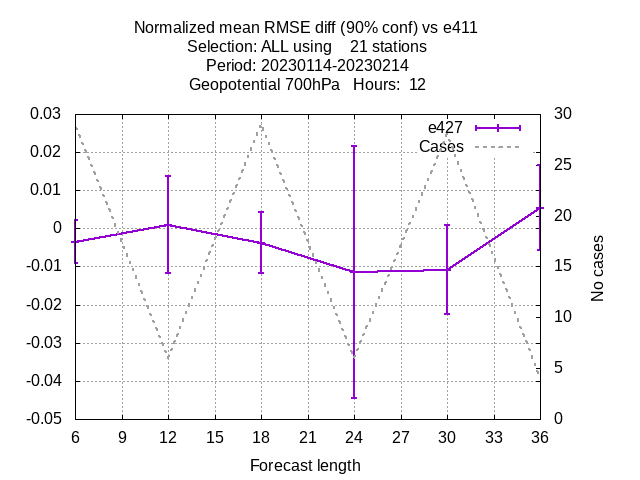 Normalized mean RMSE diff (90% conf) vs e411
Selection: ALL using    21 stations
Period: 20230114-20230214
Geopotential 700hPa   Hours:  12
0.03
0.02
0.01
0
-0.01
-0.02
-0.03
-0.04
-0.05
e427
Cases
30
25
20
15
10
5
0
No cases
6 9 12 15 18 21 24 27 30 33 36
Forecast length